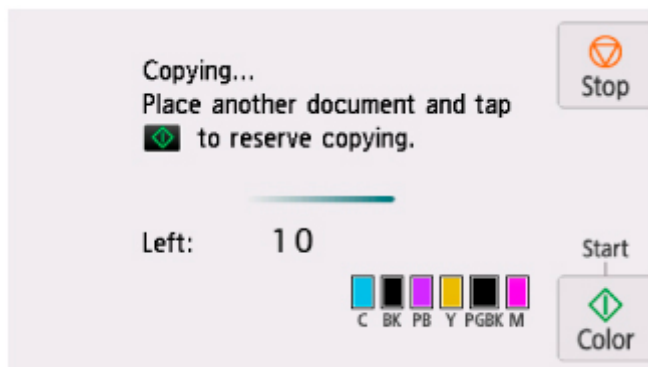 Copying...
Place another document and tap
to reserve copying.
Stop
Left: 10
Start
C BK PB Y PGBK M
Color